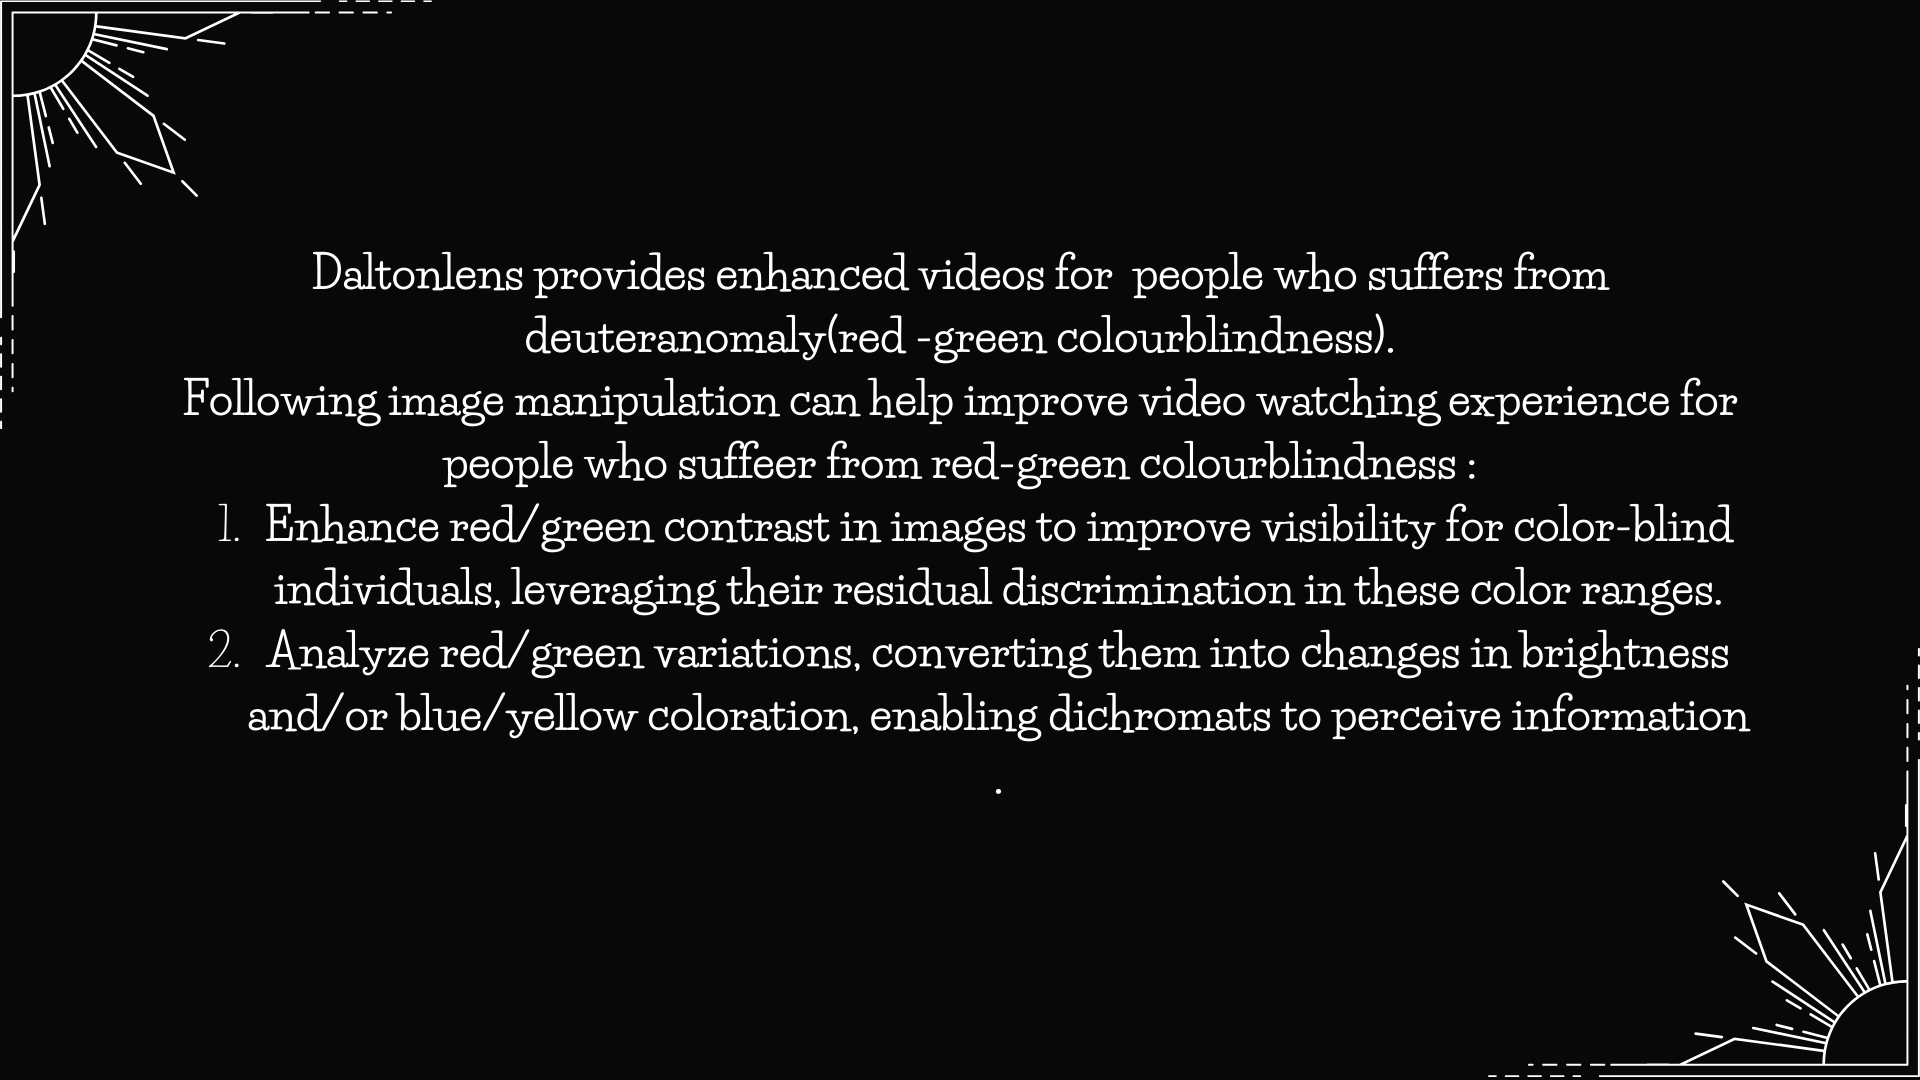 Daltonlens provides enhanced videos for  people who suffers from
deuteranomaly(red -green colourblindness).
Following image manipulation can help improve video watching experience for
people who suffeer from red-green colourblindness :
1. Enhance red/green contrast in images to improve visibility for color-blind
individuals, leveraging their residual discrimination in these color ranges.
2. Analyze red/green variations, converting them into changes in brightness
and/or blue/yellow coloration, enabling dichromats to perceive information
.